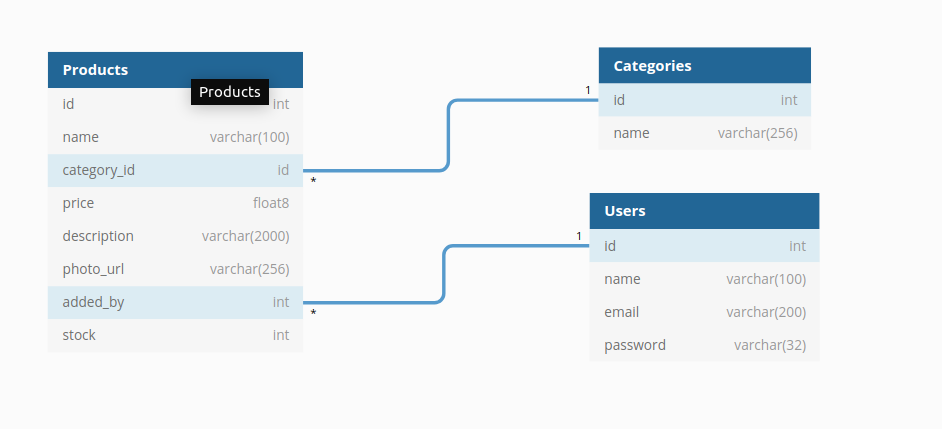 Products
Products
id int
name varchar(100)
category_id id
*
price float8
description varchar(2000)
photo_url varchar(256)
added_by int
*
stock int
Categories
1
id int
name varchar(256)
Users
1
id int
name varchar(100)
email varchar(200)
password varchar(32)